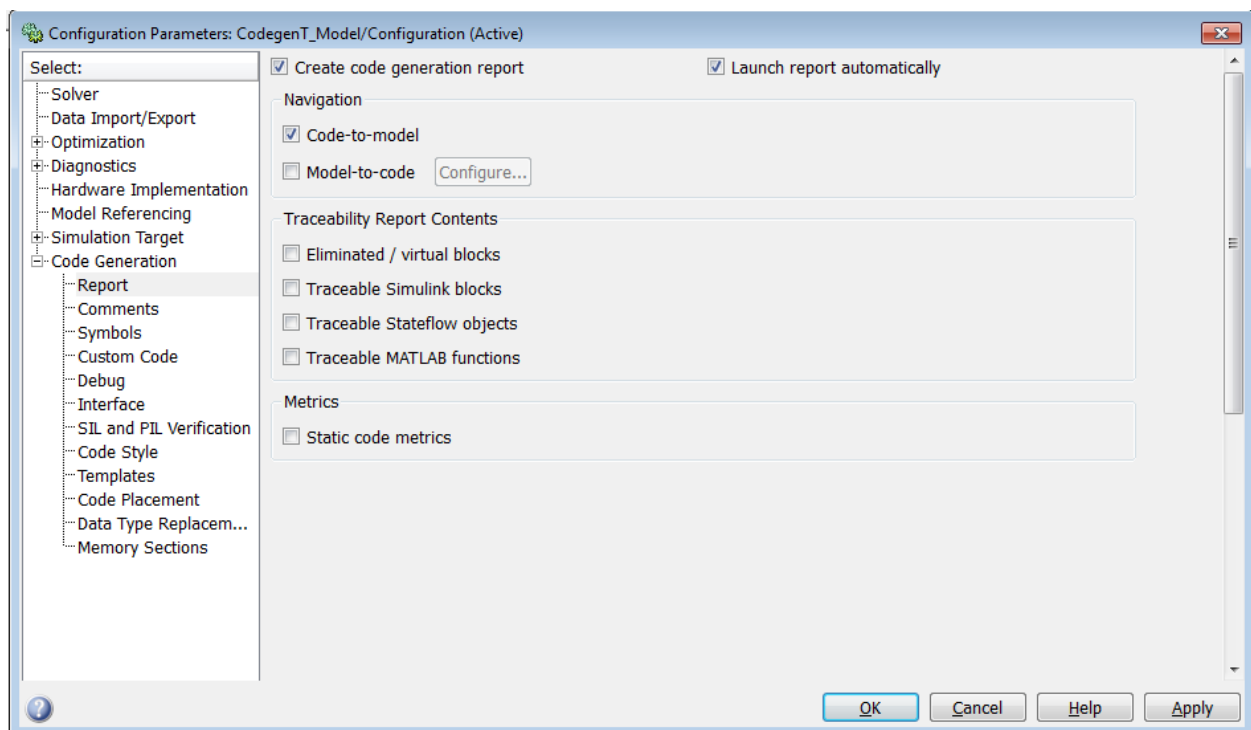 Configuration Parameters: CodegenT_Model/Configuration (Active)
Select:
Solver
Data Import/Export
Optimization
Diagnostics
Hardware Implementation
Model Referencing
Simulation Target
Code Generation
Report
Comments
Symbols
Custom Code
Debug
Interface
SIL and PIL Verification
Code Style
Templates
Code Placement
Data Type Replacem...
Memory Sections
Create code generation report
Launch report automatically
Navigation
Code-to-model
Model-to-code
Configure...
Traceability Report Contents
Eliminated / virtual blocks
Traceable Simulink blocks
Traceable Stateflow objects
Traceable MATLAB functions
Metrics
Static code metrics
OK
Cancel
Help
Apply